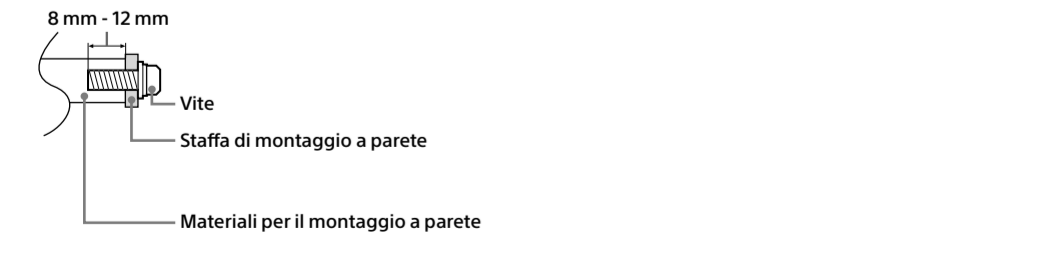 8 mm - 12 mm
Vite
Staffa di montaggio a parete
Materiali per il montaggio a parete